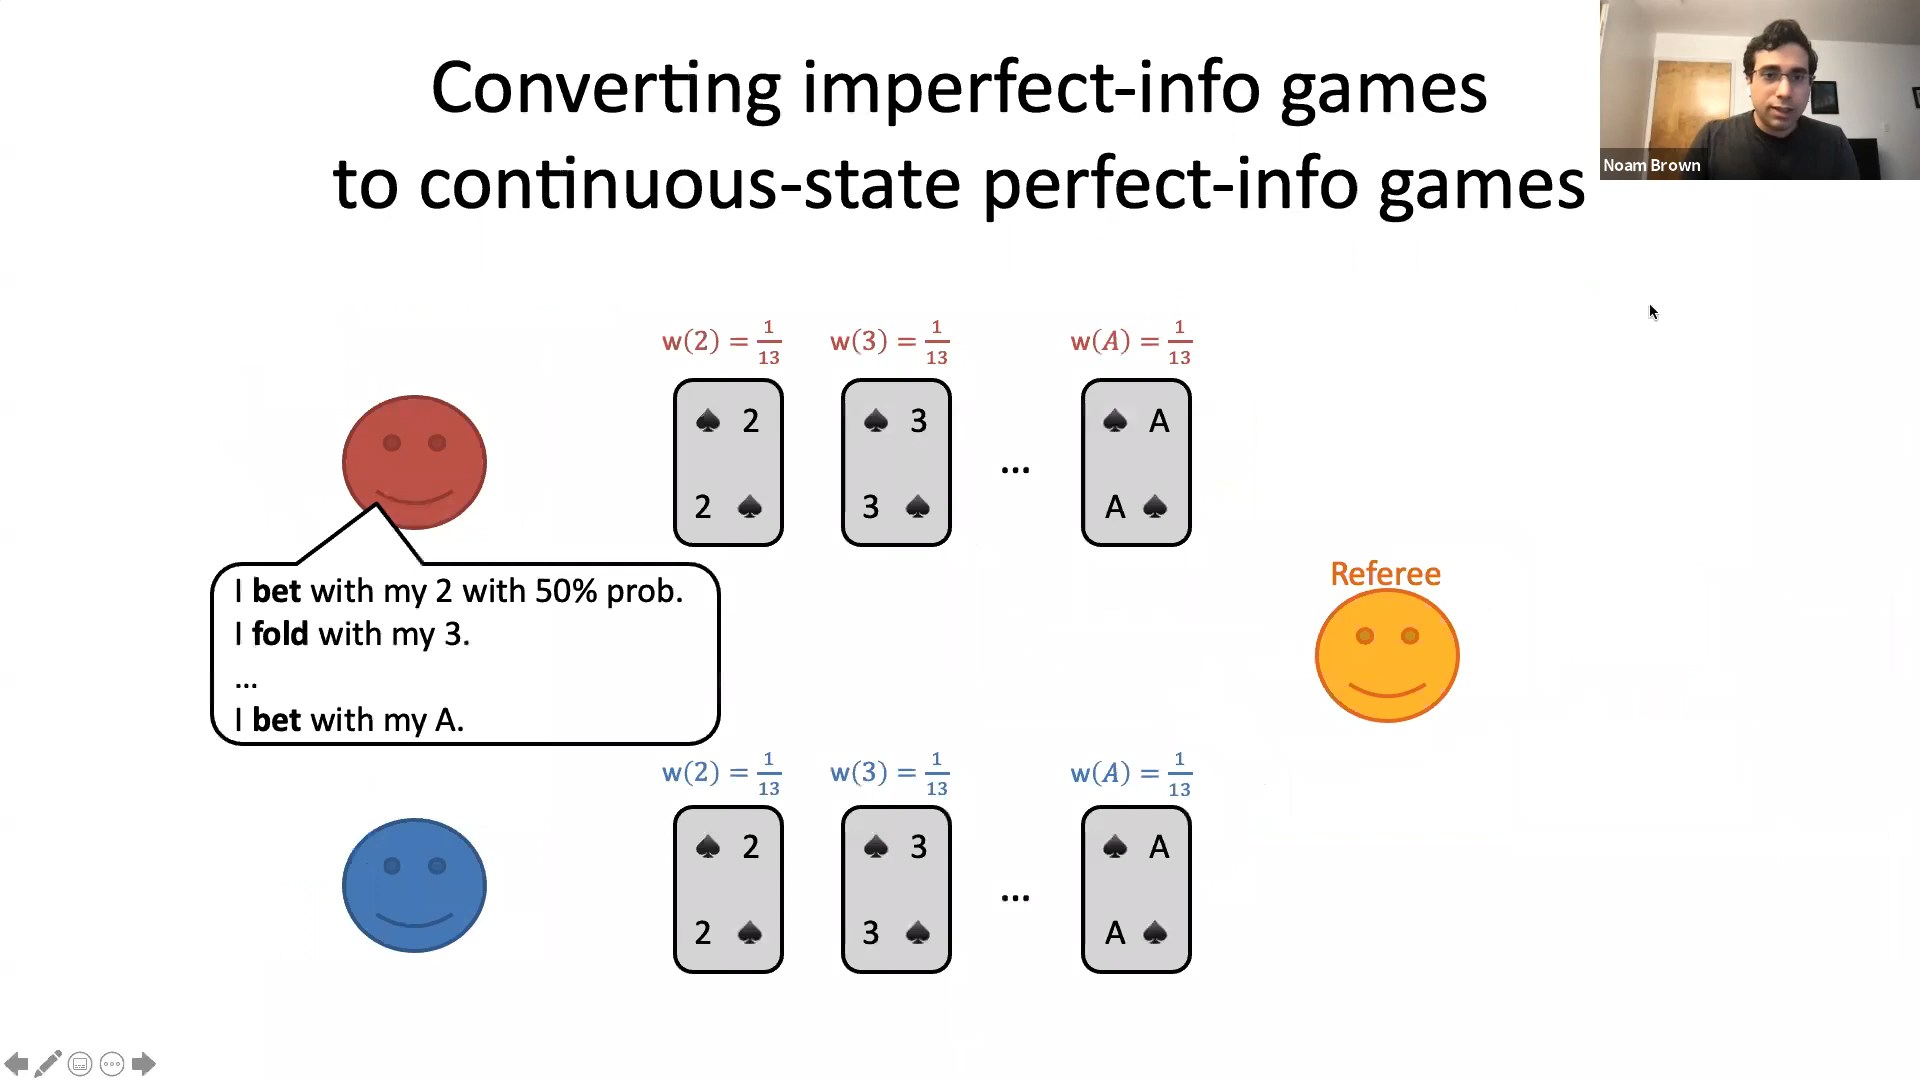 Converting imperfect-info games
to continuous-state perfect-info games
Noam Brown
w(2) = 1/13 w(3) = 1/13 w(A) = 1/13
♠ 2 ♠ 3 ♠ A
...
2 ♠ 3 ♠ A ♠
I bet with my 2 with 50% prob.
I fold with my 3.
...
I bet with my A.
Referee
w(2) = 1/13 w(3) = 1/13 w(A) = 1/13
♠ 2 ♠ 3 ♠ A
...
2 ♠ 3 ♠ A ♠